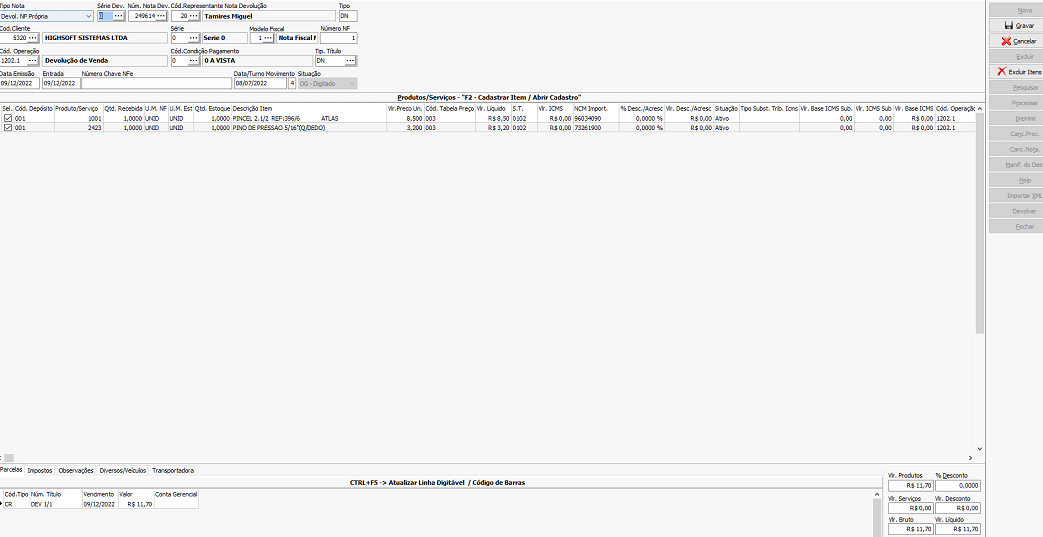 Tipo Nota Série Dev. Núm. Nota Dev. Cód.Representante Nota Devolução Tipo
Devol. NF Própria 0 ... 249614 ... 20 ... Tamires Miguel DN
Cod.Cliente Série Modelo Fiscal Número NF
5320 ... HIGHSOFT SISTEMAS LTDA 0 ... Serie 0 1 ... Nota Fiscal 1
Cód. Operação Cód.Condição Pagamento Tip. Título
1202.1 ... Devolução de Venda 0 ... 0 A VISTA DN ...
Data Emissão Entrada Número Chave NFe Data/Turno Movimento Situação
09/12/2022 09/12/2022 08/07/2022 4 DG - Digitado
Produtos/Serviços - "F2 - Cadastrar Item / Abrir Cadastro"
Sel. Cód. Depósito Produto/Serviço Qtd. Recebida U.M. NF U.M. Est Qtd. Estoque Descrição Item Vlr.Preco Un. Cód. Tabela Preço Vlr. Líquido S.T. Vlr. ICMS NCM Import. % Desc./Acresc Vlr. Desc./Acresc Situação Tipo Subst. Trib. Icms Vlr. Base ICMS Sub. Vlr. ICMS Sub Vlr. Base ICMS Cód. Operação
001 1001 1,0000 UNID UNID 1,0000 PINCEL 2.1/2 REF:396/6 ATLAS 8,500 003 R$ 8,50 0102 R$ 0,00 96034090 0,0000 % R$ 0,00 Ativo 0,00 0,00 R$ 0,00 1202.1
001 2423 1,0000 UNID UNID 1,0000 PINO DE PRESSAO 5/16"(Q/DEDO) 3,200 003 R$ 3,20 0102 R$ 0,00 73261900 0,0000 % R$ 0,00 Ativo 0,00 0,00 R$ 0,00 1202.1
Parcelas Impostos Observações Diversos/Veículos Transportadora
CTRL+F5 -> Atualizar Linha Digitável / Código de Barras
Cód.Tipo Núm. Título Vencimento Valor Conta Gerencial
CR DEV 1/1 09/12/2022 R$ 11,70
Vlr. Produtos % Desconto
R$ 11,70 0,0000
Vlr. Serviços Vlr. Desconto
R$ 0,00 R$ 0,00
Vlr. Bruto Vlr. Líquido
R$ 11,70 R$ 11,70
Novo
Gravar
Cancelar
Excluir
Excluir Itens
Pesquisar
Processar
Imprimir
Canc.Proc.
Canc.Nota.
Manif. do Des
Help
Importar XML
Devolver
Fechar